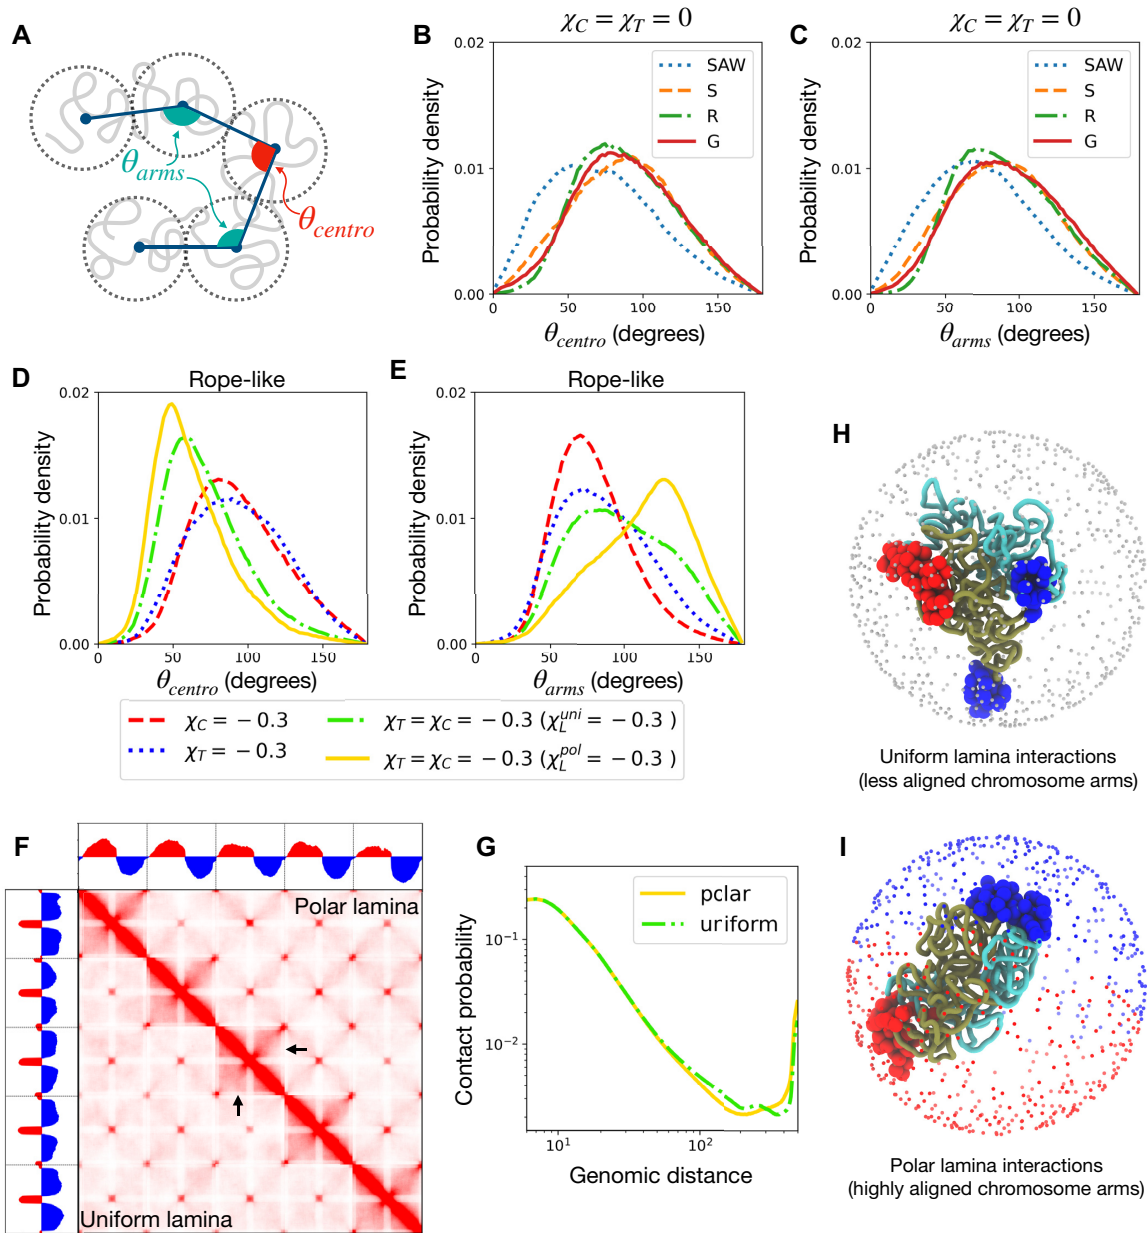 A
θarms
θcentro
B
χC = χT = 0
0.02
0.01
0.00
Probability density
SAW
S
R
G
0
50
100
150
θcentro (degrees)
C
χC = χT = 0
0.02
0.01
0.00
Probability density
SAW
S
R
G
0
50
100
150
θarms (degrees)
D
Rope-like
0.02
0.01
0.00
Probability density
0
50
100
150
θcentro (degrees)
E
Rope-like
0.02
0.01
0.00
Probability density
0
50
100
150
θarms (degrees)
χC = −0.3
χT = −0.3
χT = χC = −0.3 (χL^uni = −0.3 )
χT = χC = −0.3 (χL^pol = −0.3 )
H
Uniform lamina interactions
(less aligned chromosome arms)
F
Polar lamina
Uniform lamina
G
polar
uniform
10⁻¹
10⁻²
Contact probability
10¹
10²
Genomic distance
I
Polar lamina interactions
(highly aligned chromosome arms)